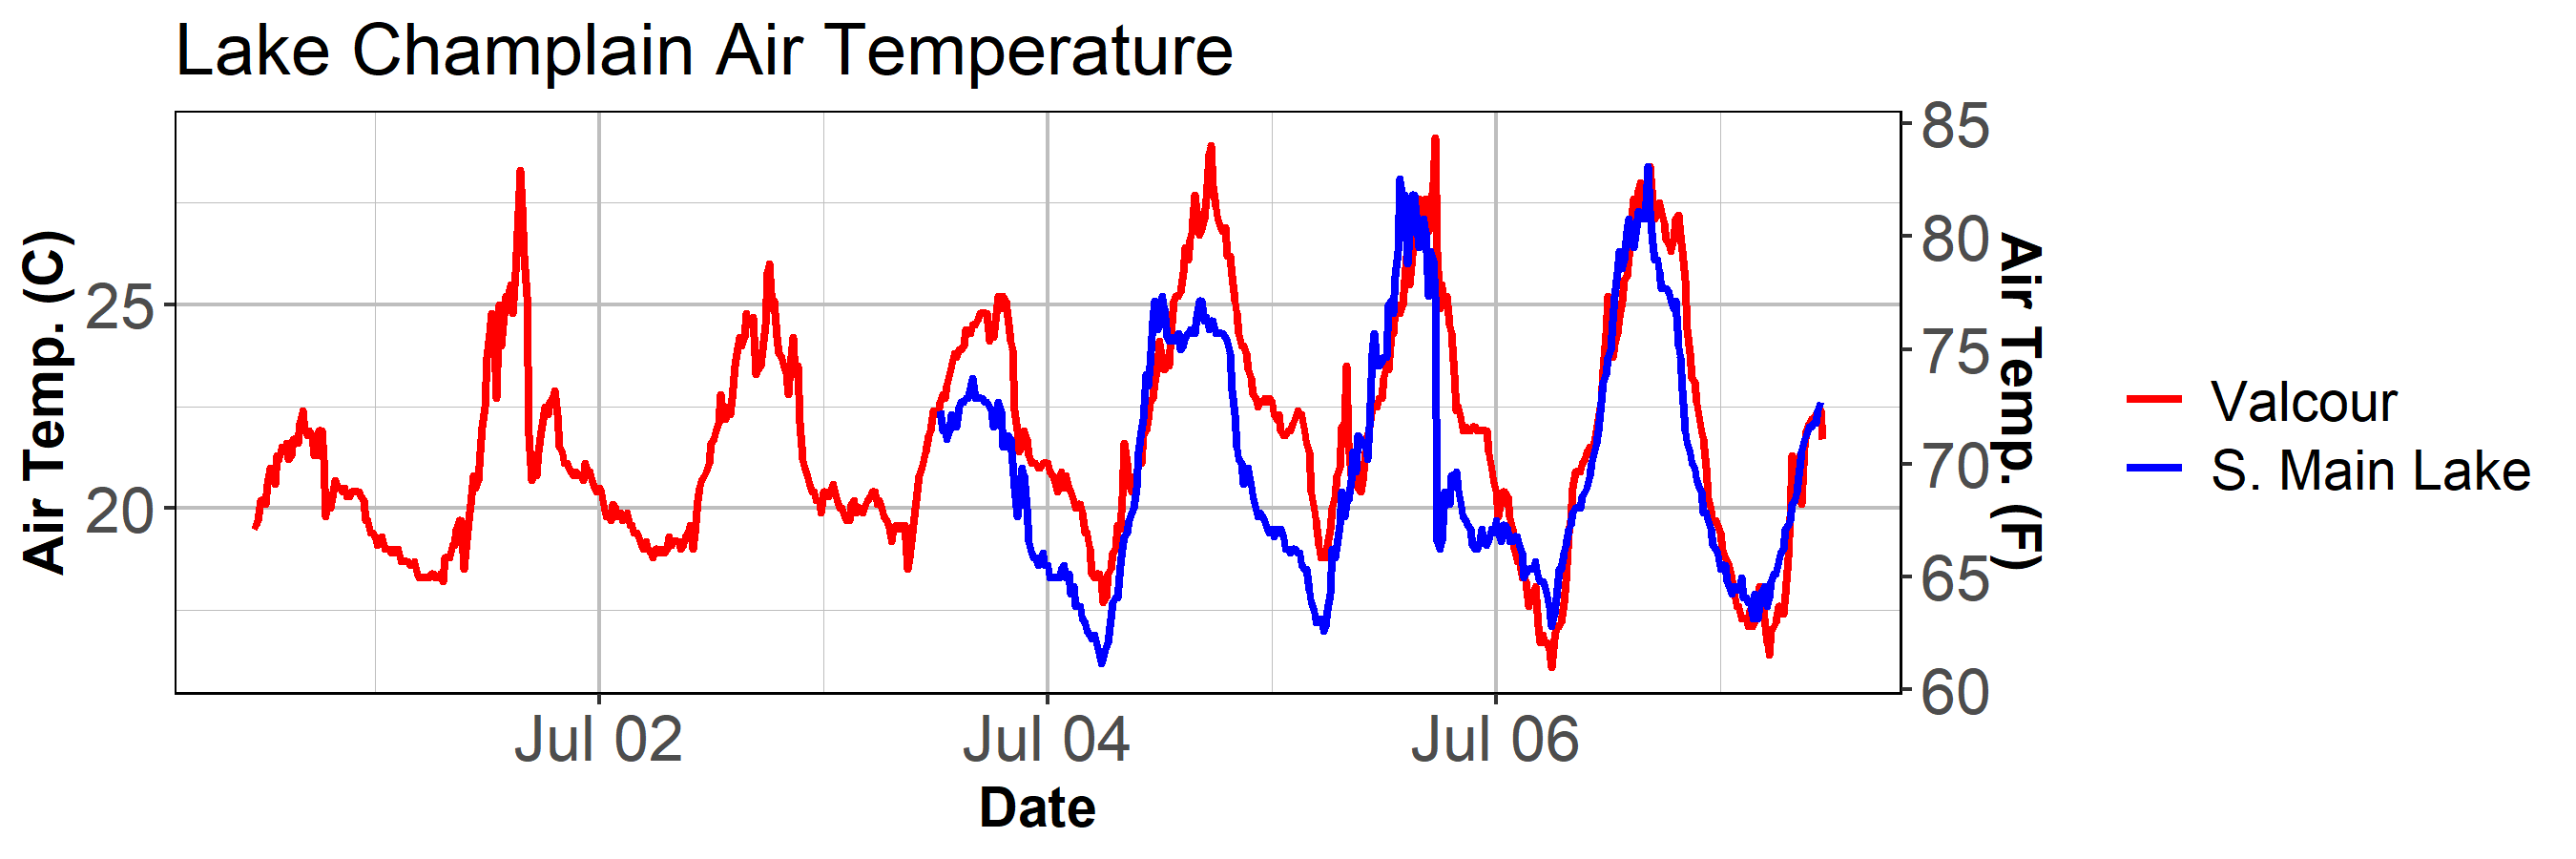 Lake Champlain Air Temperature
Air Temp. (C)
25
20
85
80
75
70
65
60
Air Temp. (F)
Jul 02
Jul 04
Jul 06
Date
Valcour
S. Main Lake